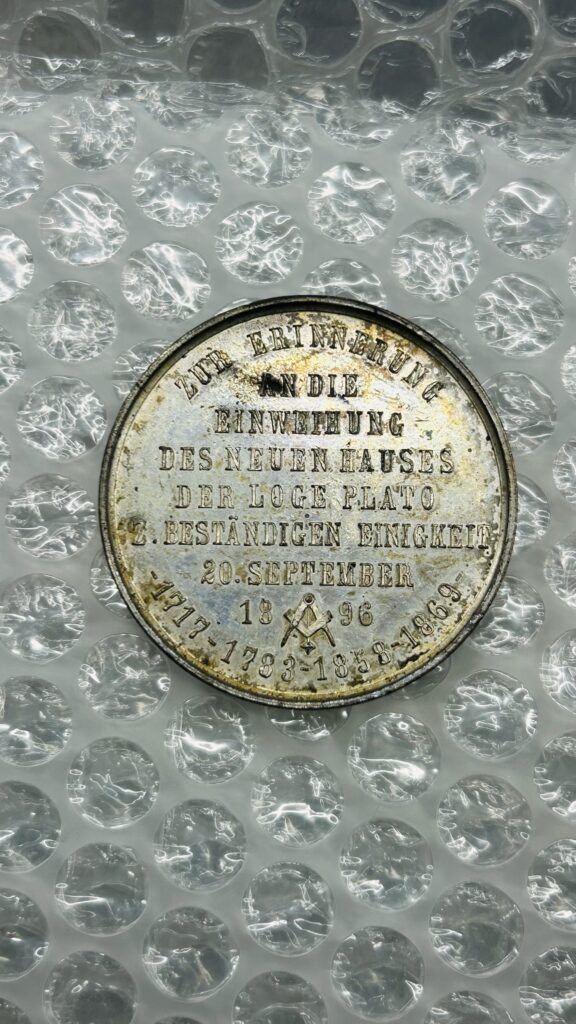 ZUR ERINNERUNG
AN DIE
EINWEIHUNG
DES NEUEN HAUSES
DER LOGE PLATO
Z. BESTÄNDIGEN EINIGKEIT
20. SEPTEMBER
18 96
-1717-1783-1858-1869-